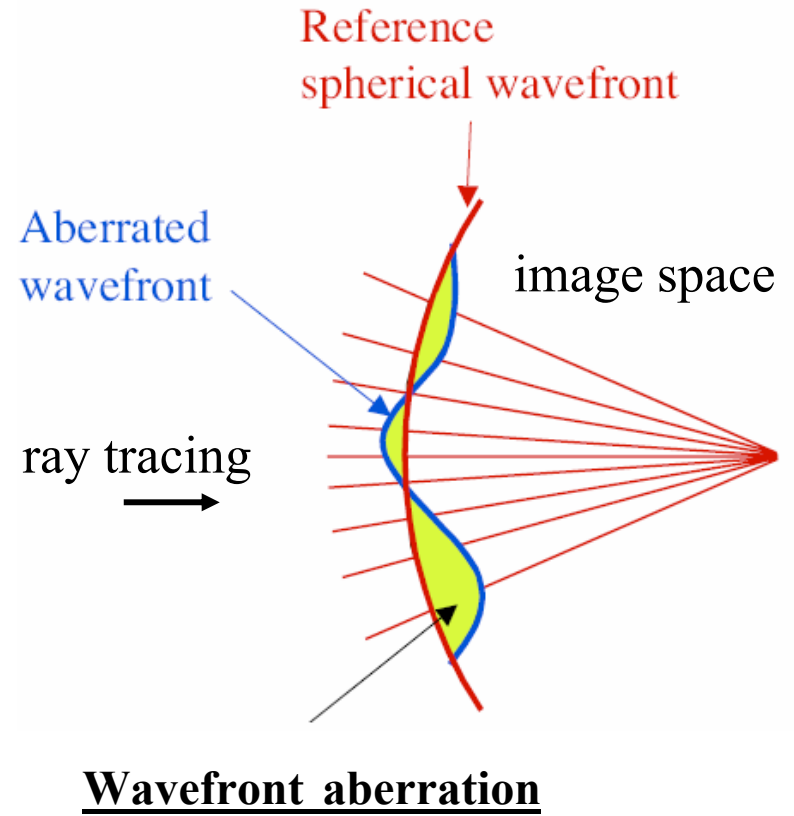 Reference
spherical wavefront
Aberrated
wavefront
image space
ray tracing
Wavefront aberration